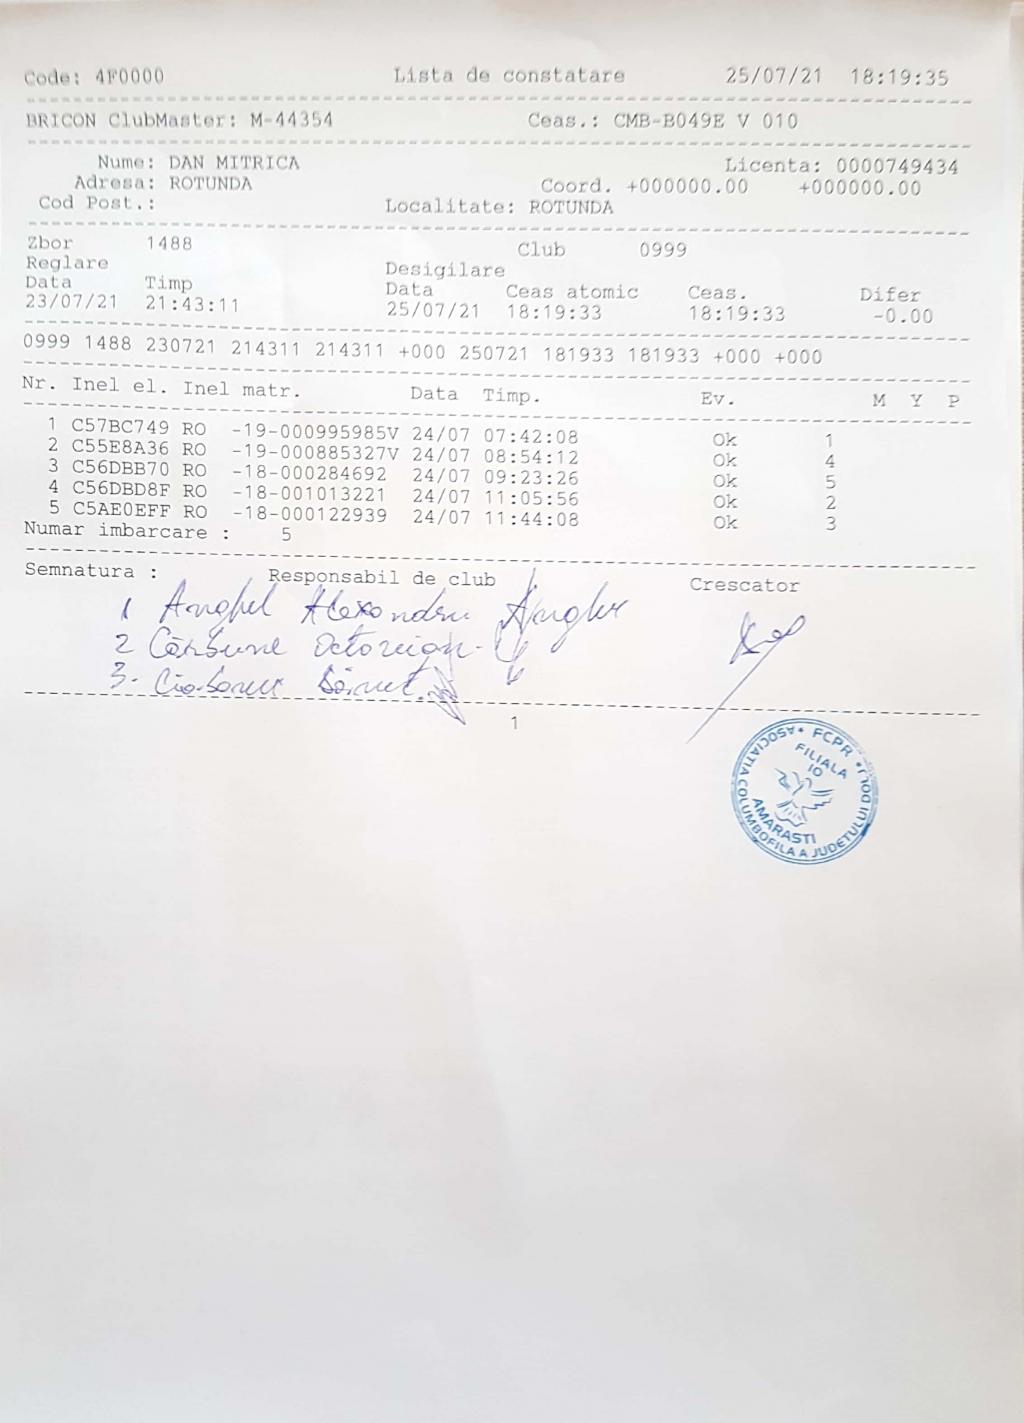 Code: 4F0000 Lista de constatare 25/07/21 18:19:35
BRICON ClubMaster: M-44354 Ceas.: CMB-B049E V 010
Nume: DAN MITRICA Licenta: 0000749434
Adresa: ROTUNDA Coord. +000000.00 +000000.00
Cod Post.: Localitate: ROTUNDA
Zbor 1488 Club 0999
Reglare Desigilare
Data Timp Data Ceas atomic Ceas. Difer
23/07/21 21:43:11 25/07/21 18:19:33 18:19:33 -0.00
0999 1488 230721 214311 214311 +000 250721 181933 181933 +000 +000
Nr. Inel el. Inel matr. Data Timp. Ev. M Y P
1 C57BC749 RO -19-000995985V 24/07 07:42:08 Ok 1
2 C55E8A36 RO -19-000885327V 24/07 08:54:12 Ok 4
3 C56DBB70 RO -18-000284692 24/07 09:23:26 Ok 5
4 C56DBD8F RO -18-001013221 24/07 11:05:56 Ok 2
5 C5AE0EFF RO -18-000122939 24/07 11:44:08 Ok 3
Numar imbarcare : 5
Semnatura : Responsabil de club Crescator
1 Anghel Alexandru
2 Cărbune
3.
1
ASOCIATIA COLUMBOFILA A JUDETULUI DOLJ * FCPR *
FILIALA
10
AMARASTI